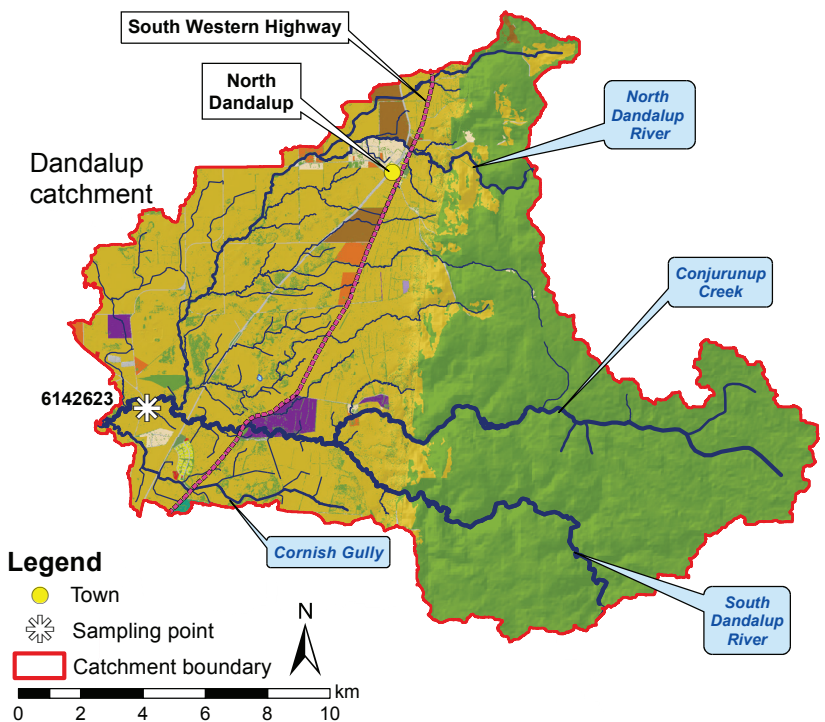 South Western Highway
North
Dandalup
North
Dandalup
River
Dandalup
catchment
Conjurunup
Creek
6142623
Cornish Gully
South
Dandalup
River
Legend
Town
Sampling point
Catchment boundary
N
km
0 2 4 6 8 10